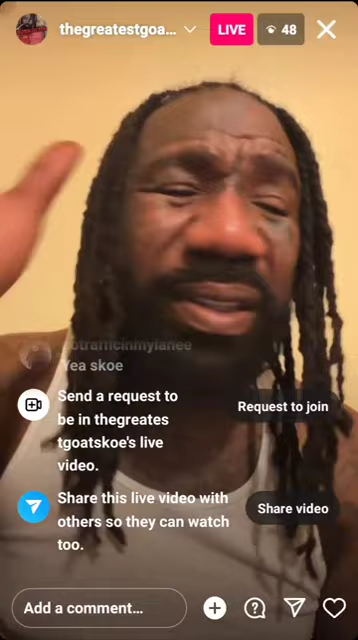 thegreatestgoa...
LIVE
48
otrafficinmylanee
Yea skoe
Send a request to
be in thegreates
tgoatskoe's live
video.
Request to join
Share this live video with
others so they can watch
too.
Share video
Add a comment...